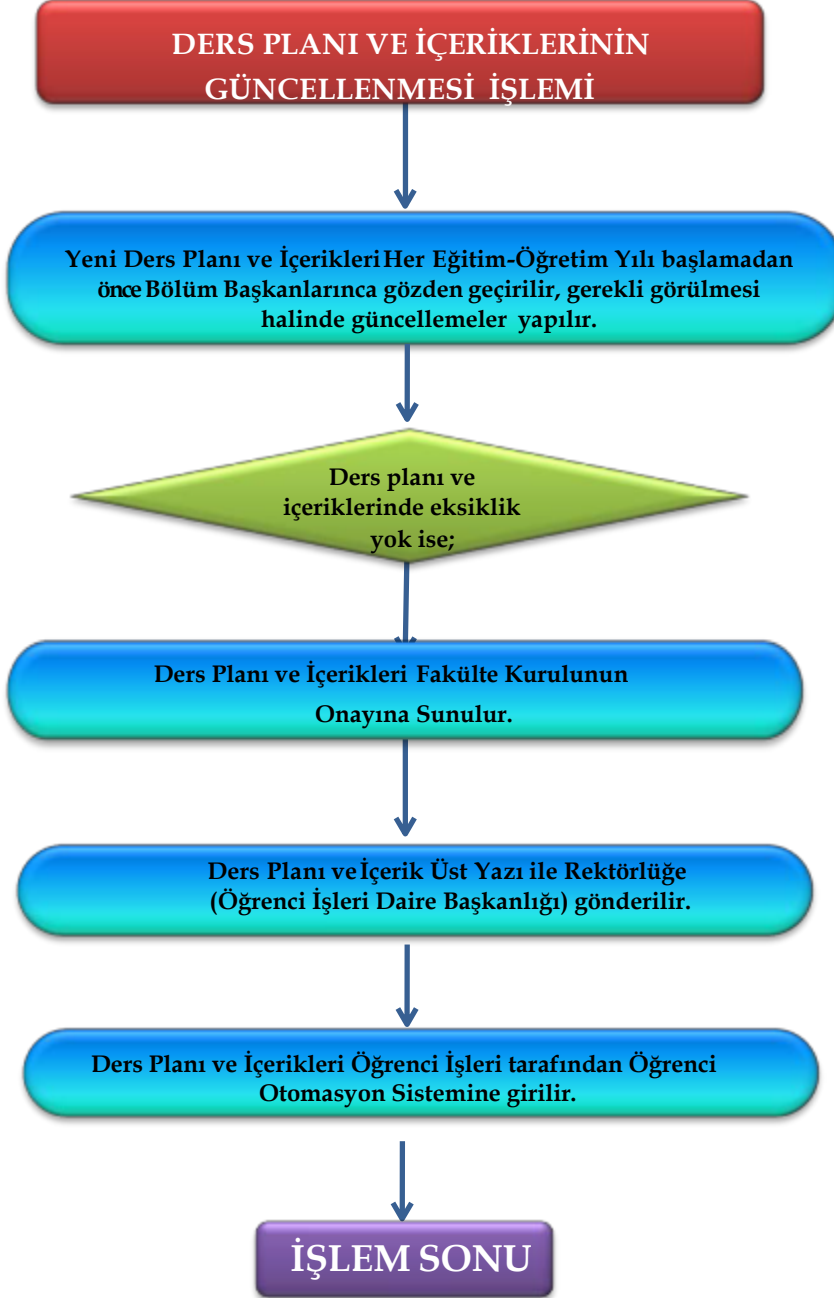 DERS PLANI VE İÇERİKLERİNİN
GÜNCELLENMESİ İŞLEMİ
Yeni Ders Planı ve İçerikleri Her Eğitim-Öğretim Yılı başlamadan
önce Bölüm Başkanlarınca gözden geçirilir, gerekli görülmesi
halinde güncellemeler yapılır.
Ders planı ve
içeriklerinde eksiklik
yok ise;
Ders Planı ve İçerikleri Fakülte Kurulunun
Onayına Sunulur.
Ders Planı ve İçerik Üst Yazı ile Rektörlüğe
(Öğrenci İşleri Daire Başkanlığı) gönderilir.
Ders Planı ve İçerikleri Öğrenci İşleri tarafından Öğrenci
Otomasyon Sistemine girilir.
İŞLEM SONU